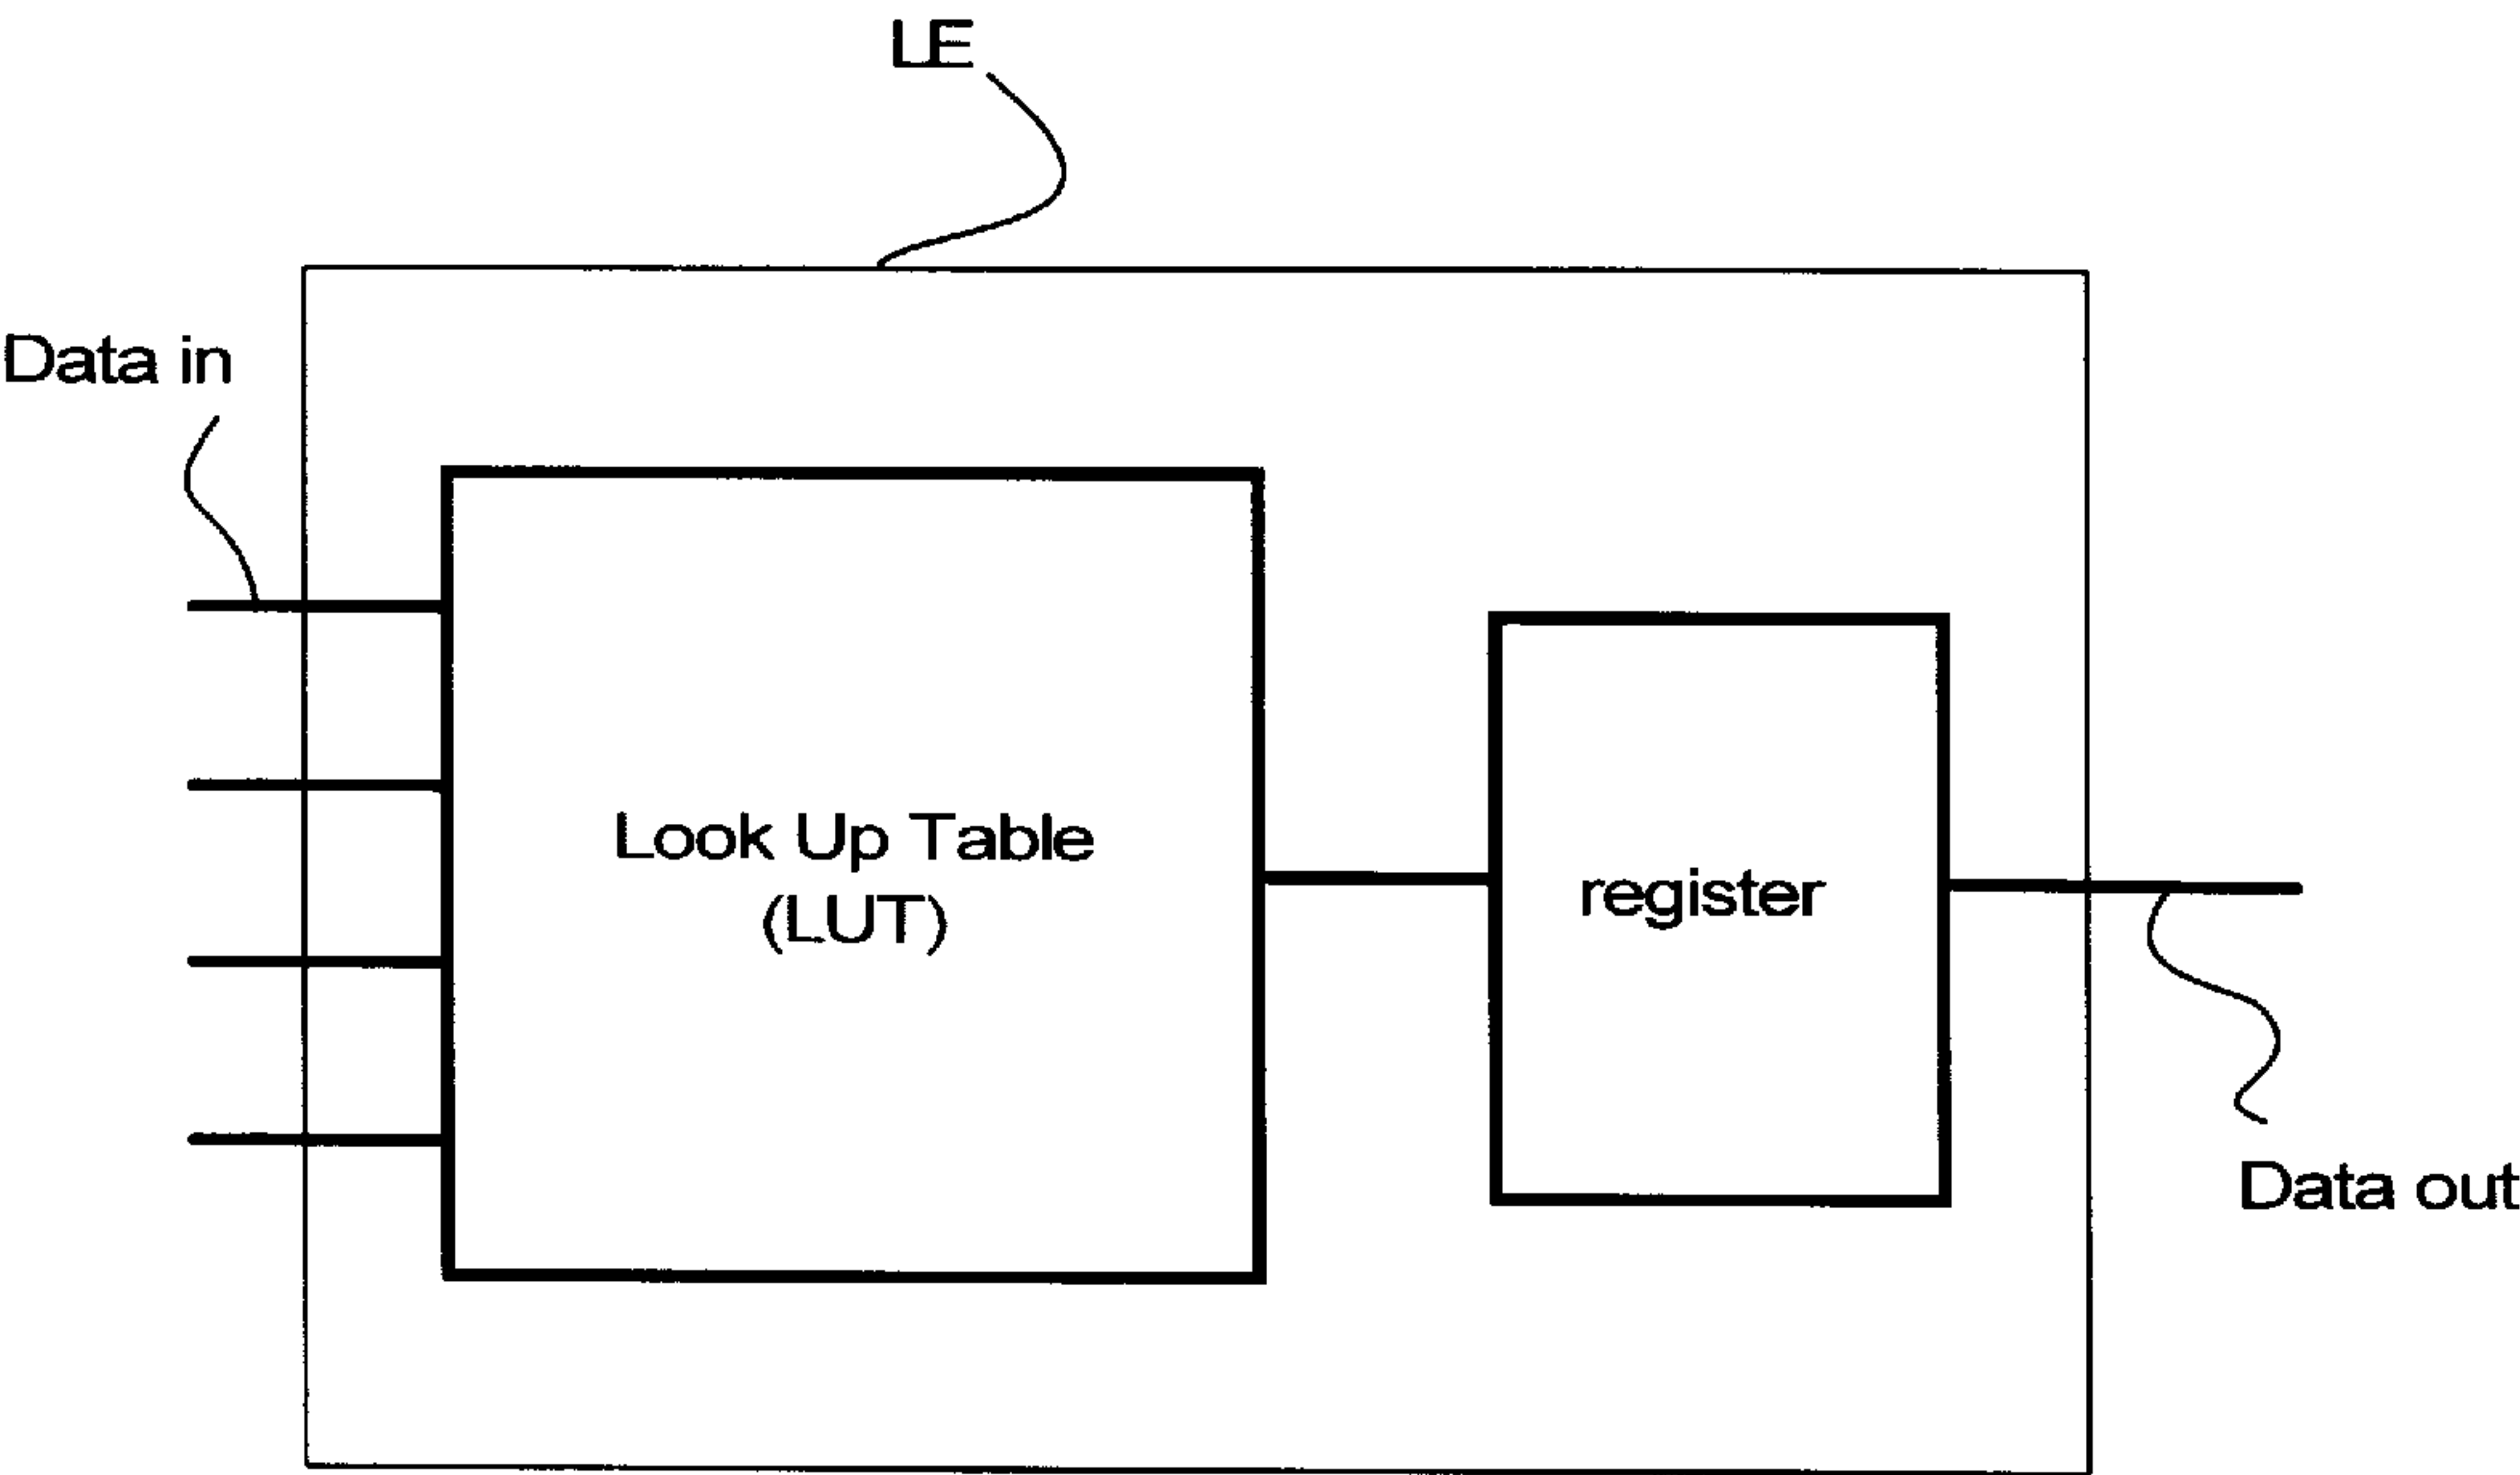 LE
Data in
Look Up Table
(LUT)
register
Data out